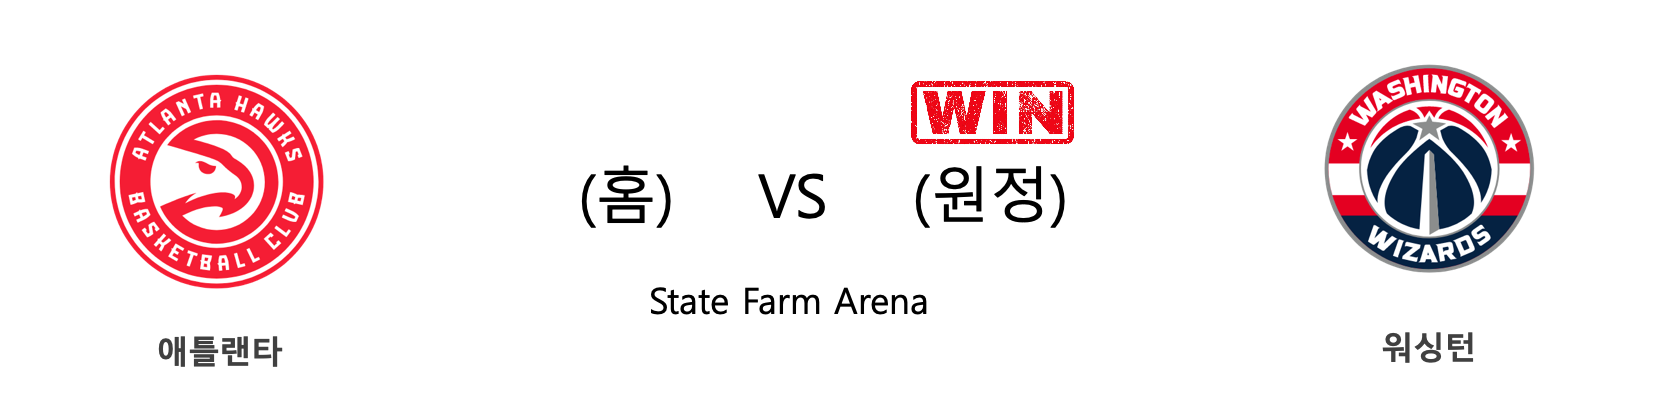 ATLANTA HAWKS
BASKETBALL CLUB
애틀랜타
WIN
(홈) VS (원정)
State Farm Arena
WASHINGTON
WIZARDS
워싱턴